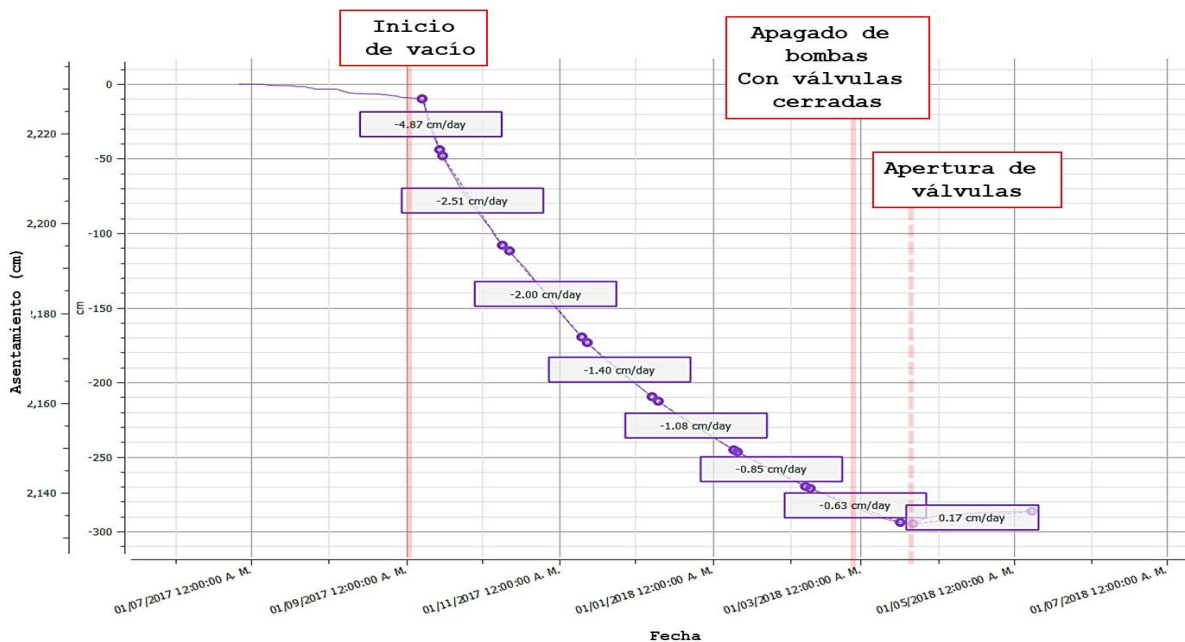 Inicio
de vacío
Apagado de
bombas
Con válvulas
cerradas
Apertura de
válvulas
Asentamiento (cm)
2,220
2,200
2,180
2,160
2,140
cm
0
-50
-100
-150
-200
-250
-300
-4.87 cm/day
-2.51 cm/day
-2.00 cm/day
-1.40 cm/day
-1.08 cm/day
-0.85 cm/day
-0.63 cm/day
0.17 cm/day
01/07/2017 12:00:00 A. M.
01/09/2017 12:00:00 A. M.
01/11/2017 12:00:00 A. M.
01/01/2018 12:00:00 A. M.
01/03/2018 12:00:00 A. M.
01/05/2018 12:00:00 A. M.
01/07/2018 12:00:00 A. M.
Fecha